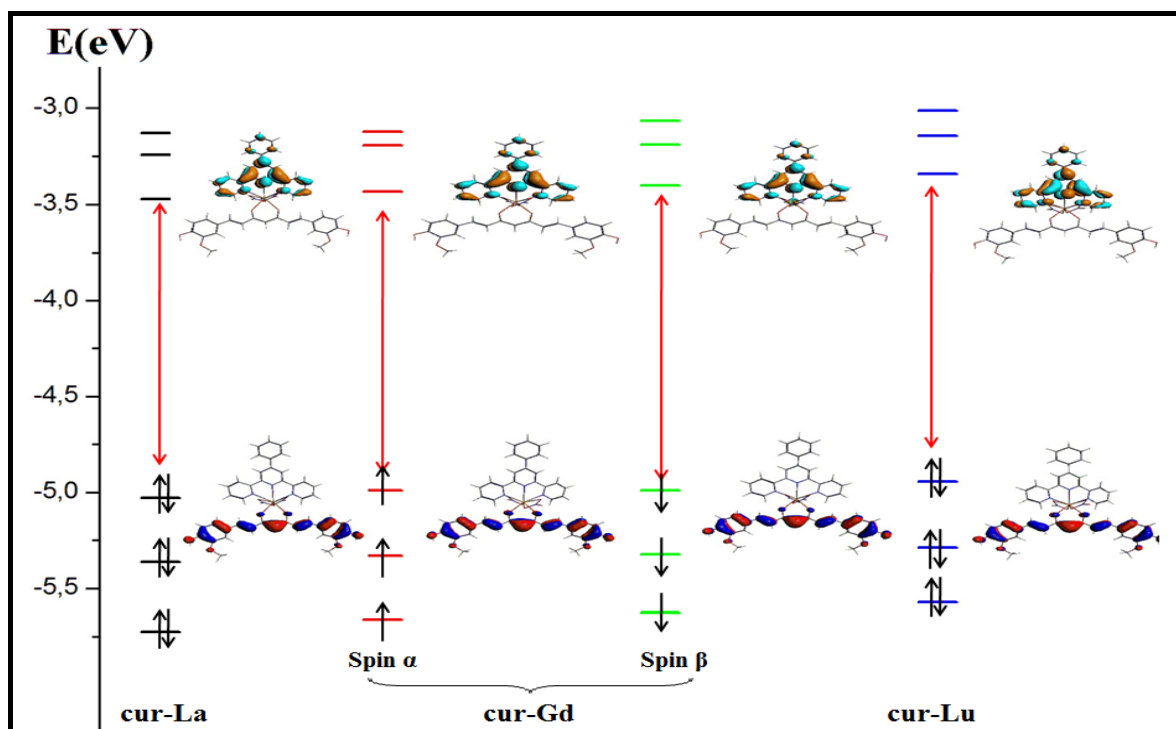 E(eV)
-3,0
-3,5
-4,0
-4,5
-5,0
-5,5
Spin α
Spin β
cur-La
cur-Gd
cur-Lu